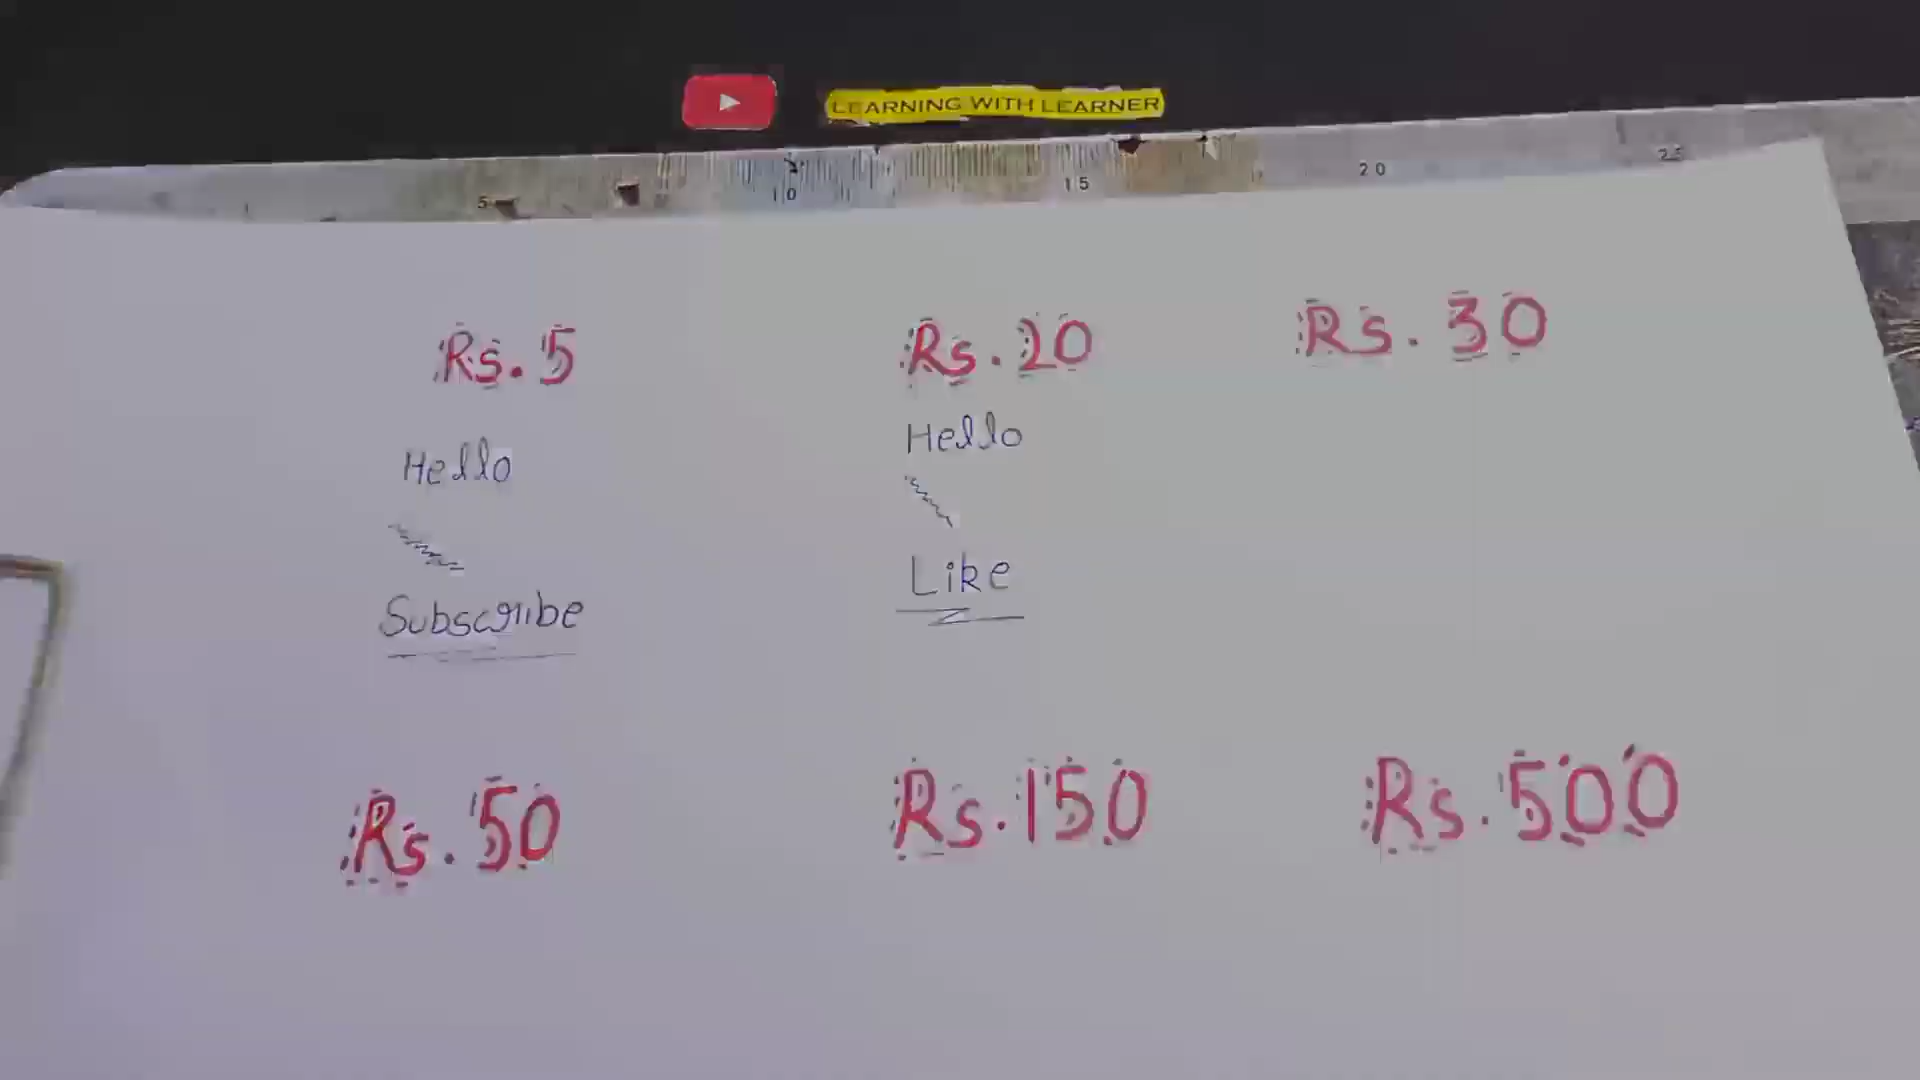 LEARNING WITH LEARNER
5 10 15 20 25
Rs. 5
Rs. 20
Rs. 30
Hello
Hello
Subscribe
Like
Rs. 50
Rs. 150
Rs. 500